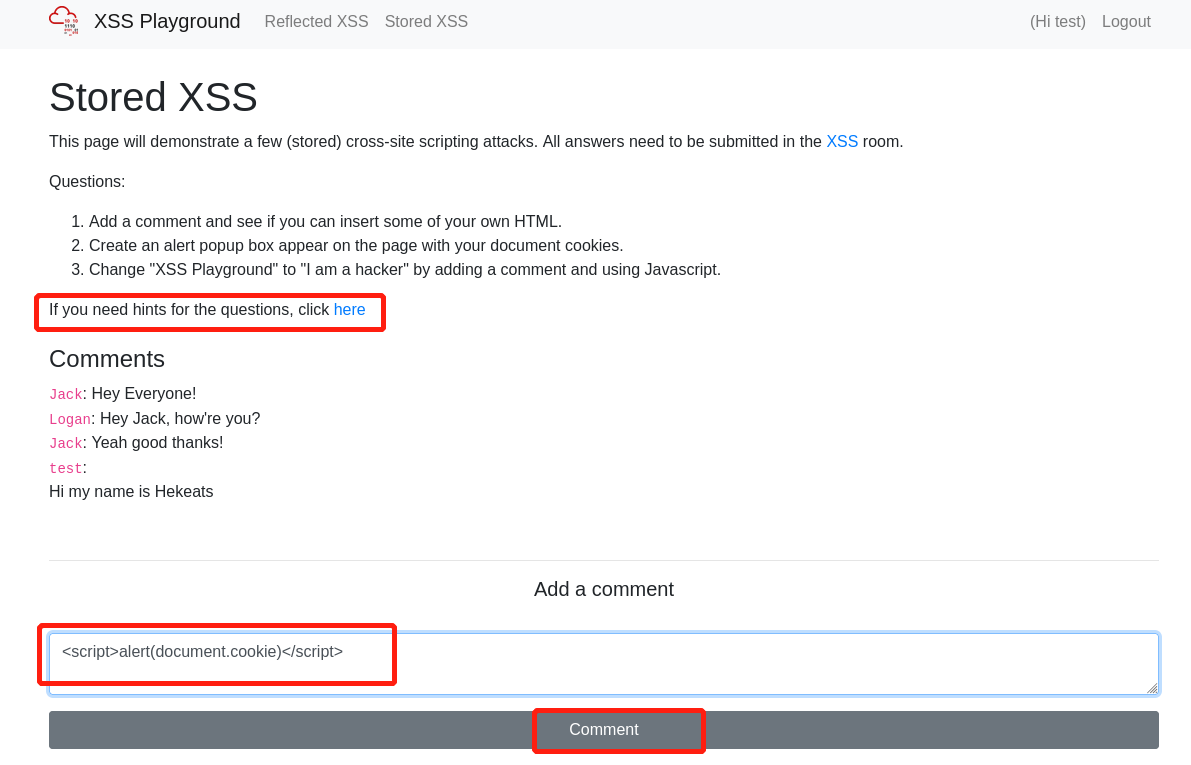 XSS Playground Reflected XSS Stored XSS (Hi test) Logout
Stored XSS
This page will demonstrate a few (stored) cross-site scripting attacks. All answers need to be submitted in the XSS room.
Questions:
1. Add a comment and see if you can insert some of your own HTML.
2. Create an alert popup box appear on the page with your document cookies.
3. Change "XSS Playground" to "I am a hacker" by adding a comment and using Javascript.
If you need hints for the questions, click here
Comments
Jack: Hey Everyone!
Logan: Hey Jack, how're you?
Jack: Yeah good thanks!
test:
Hi my name is Hekeats
Add a comment
<script>alert(document.cookie)</script>
Comment